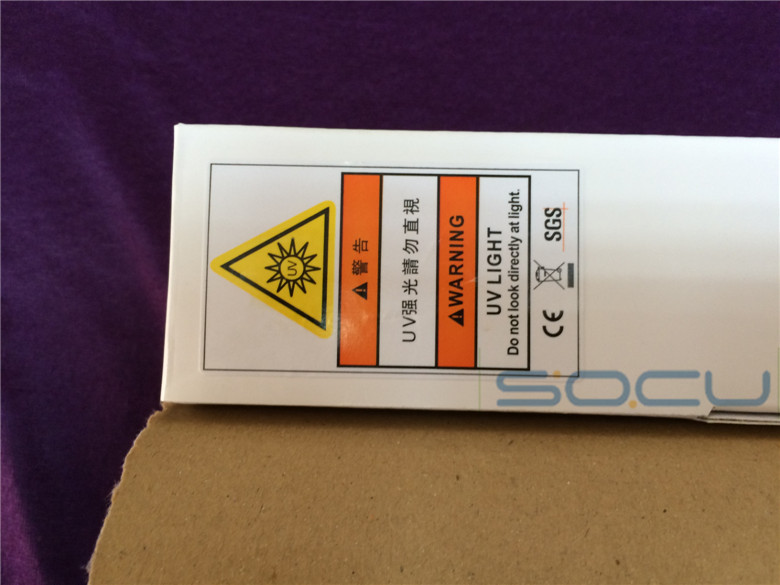 UV
警告
UV强光請勿直視
WARNING
UV LIGHT
Do not look directly at light.
CE
SGS
SOCU